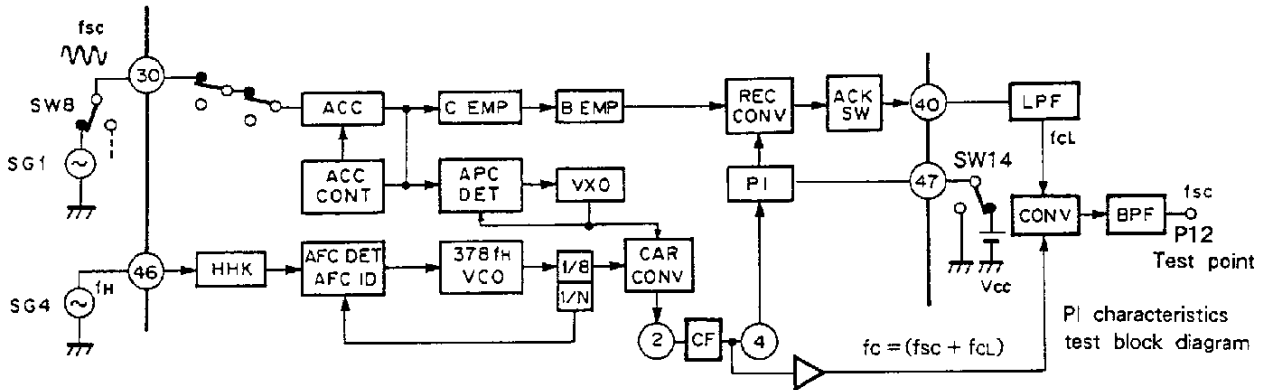 fsc
30
SW8
SG1
ACC
C EMP
B EMP
REC
CONV
ACK
SW
40
LPF
fcL
ACC
CONT
APC
DET
VXO
PI
47
SW14
Vcc
CONV
BPF
fsc
P12
Test point
46
fH
SG4
HHK
AFC DET
AFC ID
378fH
VCO
1/8
1/N
CAR
CONV
2
CF
4
fc = (fsc + fcL)
PI characteristics
test block diagram